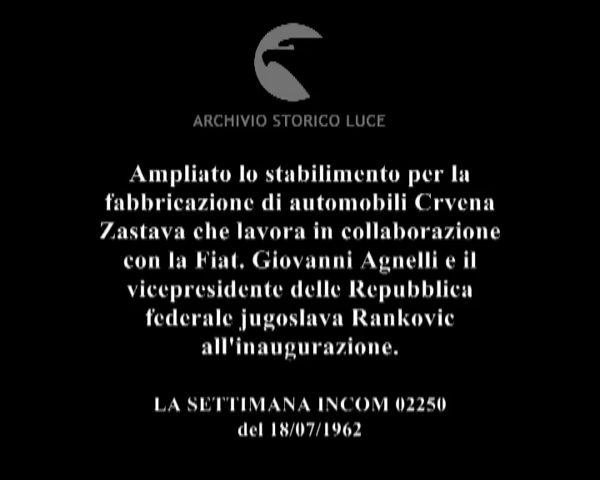 ARCHIVIO STORICO LUCE
Ampliato lo stabilimento per la
fabbricazione di automobili Crvena
Zastava che lavora in collaborazione
con la Fiat. Giovanni Agnelli e il
vicepresidente delle Repubblica
federale jugoslava Rankovic
all'inaugurazione.
LA SETTIMANA INCOM 02250
del 18/07/1962